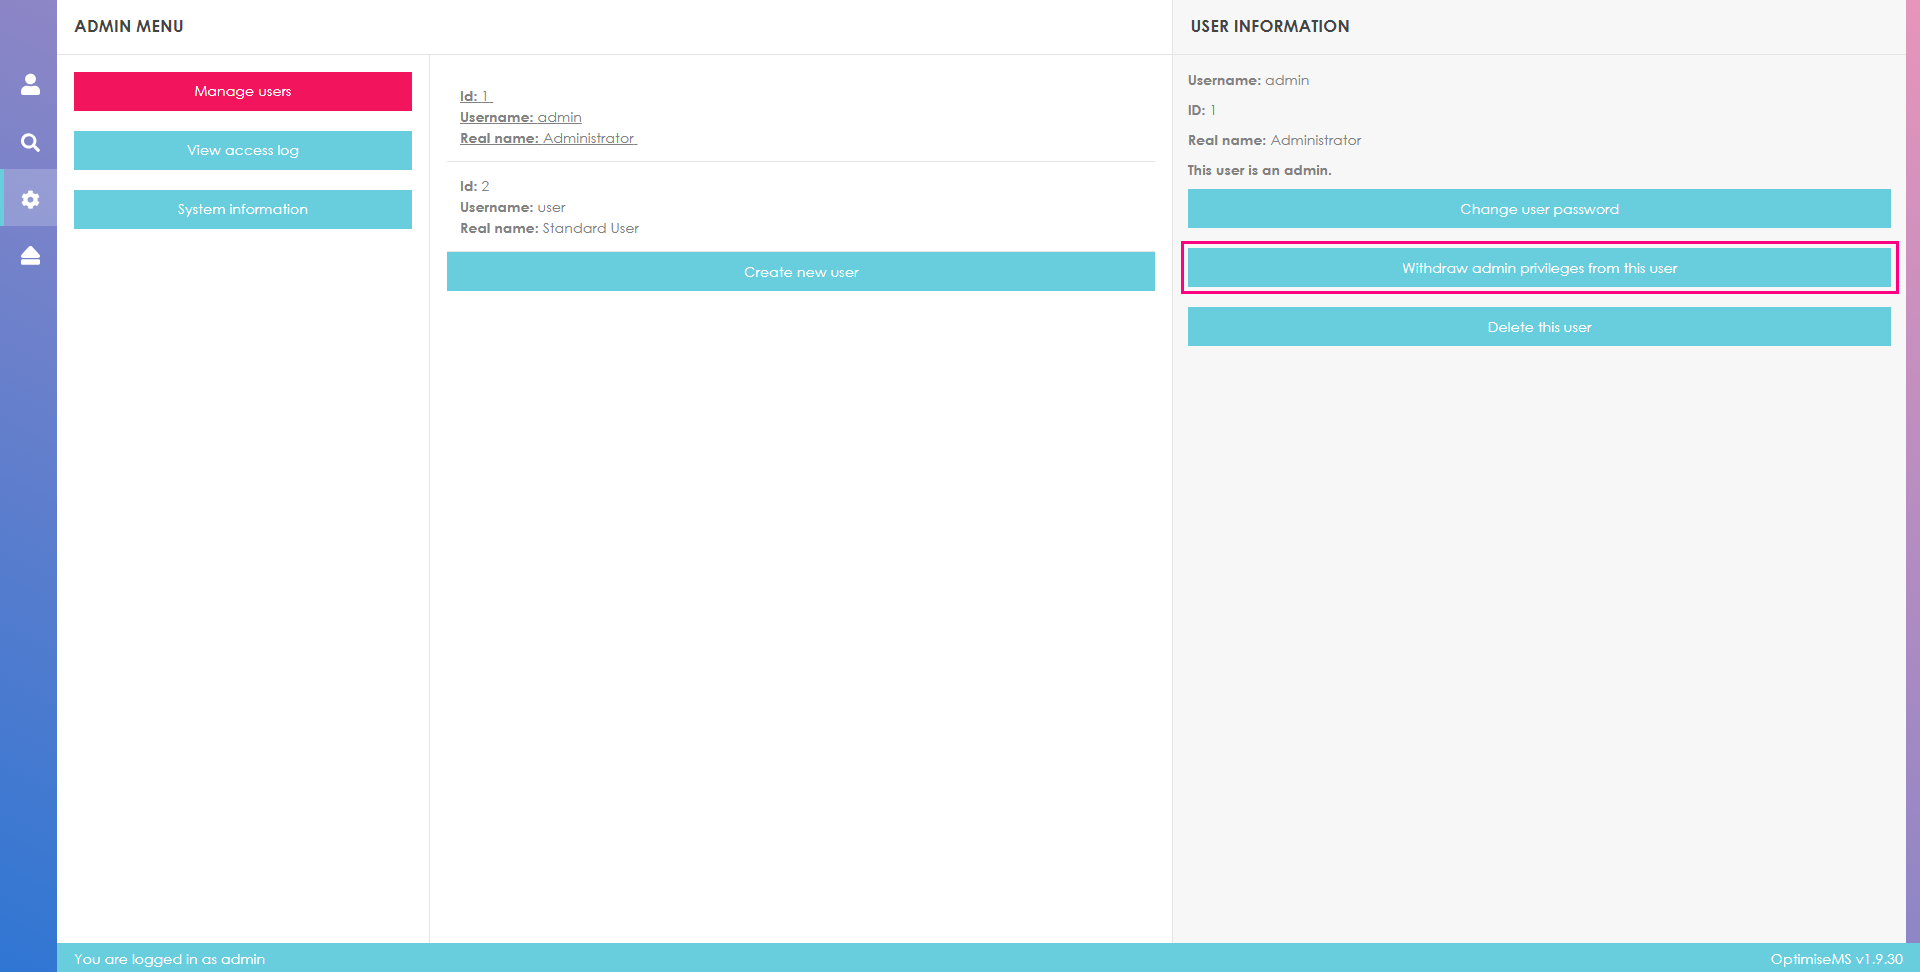 ADMIN MENU
Manage users
View access log
System information
Id: 1
Username: admin
Real name: Administrator
Id: 2
Username: user
Real name: Standard User
Create new user
USER INFORMATION
Username: admin
ID: 1
Real name: Administrator
This user is an admin.
Change user password
Withdraw admin privileges from this user
Delete this user
You are logged in as admin
OptimiseMS v1.9.30